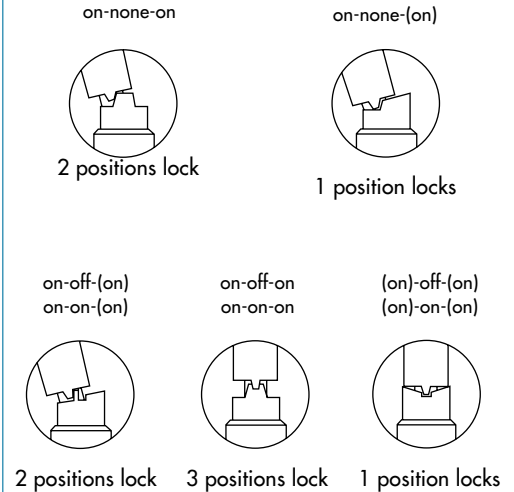 on-none-on
on-none-(on)
2 positions lock
1 position locks
on-off-(on)
on-on-(on)
on-off-on
on-on-on
(on)-off-(on)
(on)-on-(on)
2 positions lock
3 positions lock
1 position locks